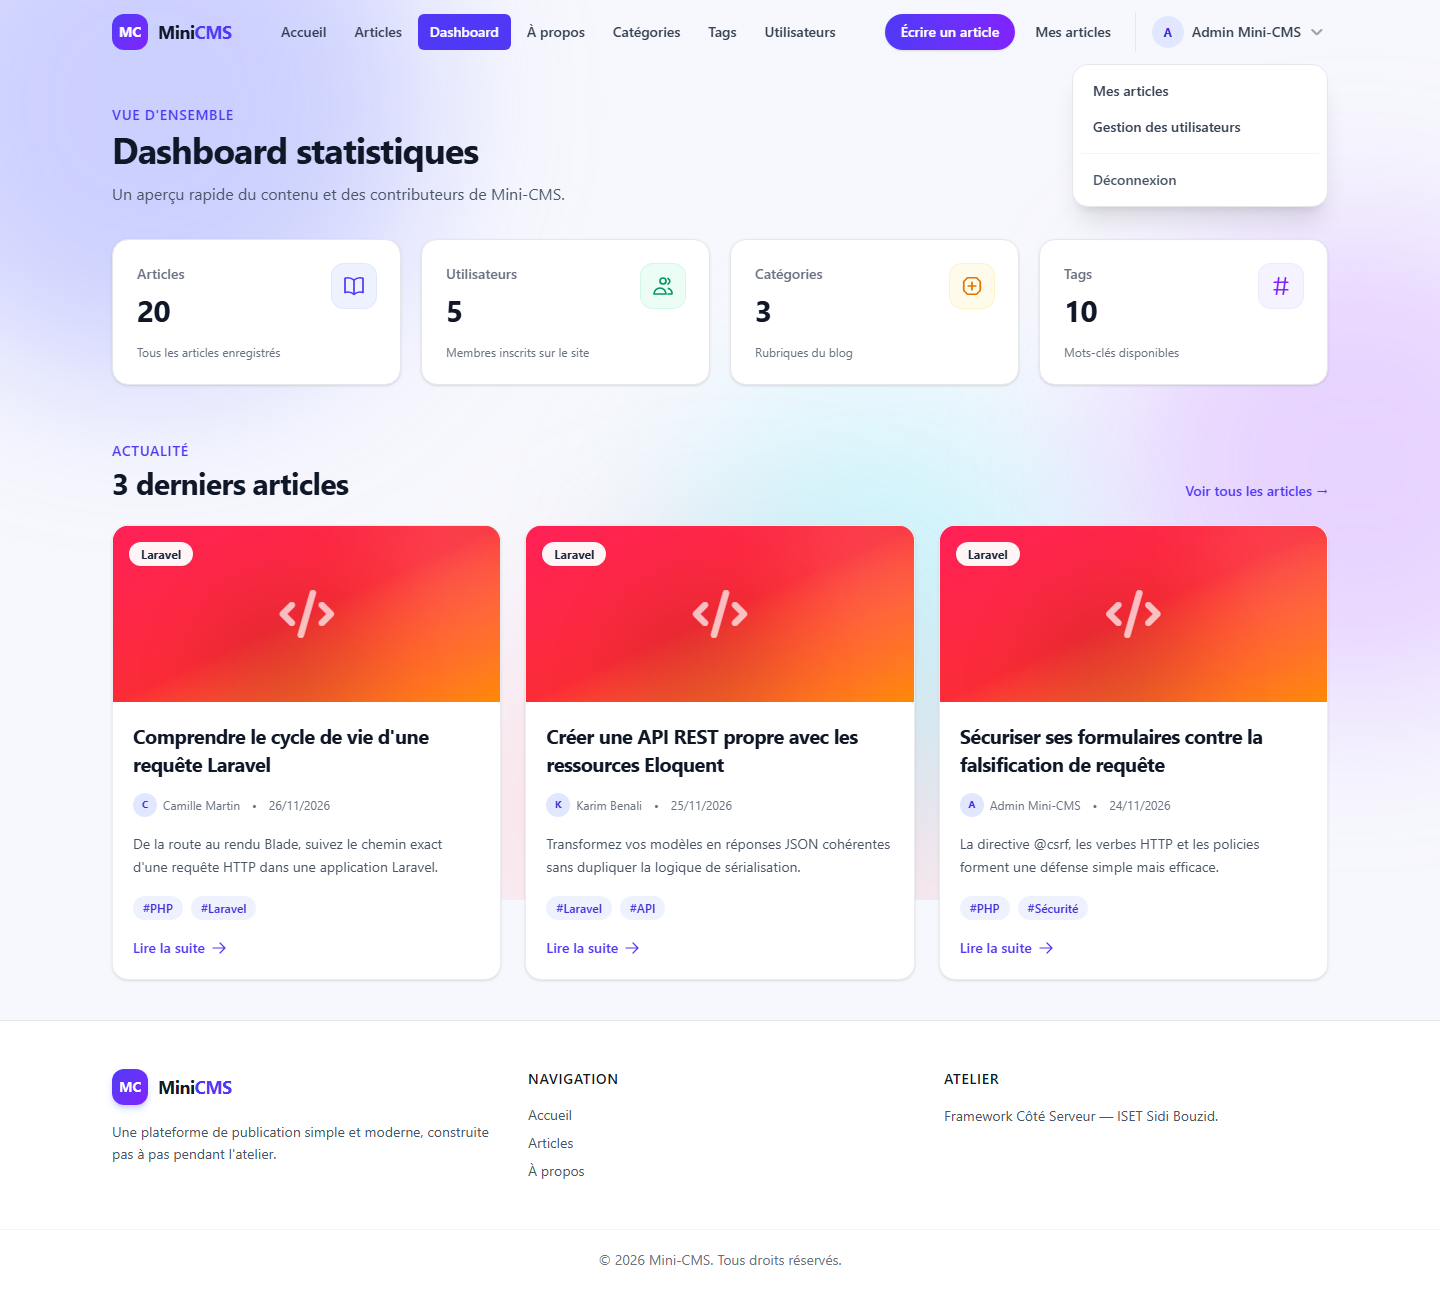 MC MiniCMS Accueil Articles Dashboard À propos Catégories Tags Utilisateurs Écrire un article Mes articles A Admin Mini-CMS
Mes articles
Gestion des utilisateurs
Déconnexion
VUE D'ENSEMBLE
Dashboard statistiques
Un aperçu rapide du contenu et des contributeurs de Mini-CMS.
Articles
20
Tous les articles enregistrés
Utilisateurs
5
Membres inscrits sur le site
Catégories
3
Rubriques du blog
Tags
10
Mots-clés disponibles
ACTUALITÉ
3 derniers articles
Voir tous les articles →
Laravel
Comprendre le cycle de vie d'une
requête Laravel
C Camille Martin • 26/11/2026
De la route au rendu Blade, suivez le chemin exact
d'une requête HTTP dans une application Laravel.
#PHP #Laravel
Lire la suite →
Laravel
Créer une API REST propre avec les
ressources Eloquent
K Karim Benali • 25/11/2026
Transformez vos modèles en réponses JSON cohérentes
sans dupliquer la logique de sérialisation.
#Laravel #API
Lire la suite →
Laravel
Sécuriser ses formulaires contre la
falsification de requête
A Admin Mini-CMS • 24/11/2026
La directive @csrf, les verbes HTTP et les policies
forment une défense simple mais efficace.
#PHP #Sécurité
Lire la suite →
MC MiniCMS
Une plateforme de publication simple et moderne, construite
pas à pas pendant l'atelier.
NAVIGATION
Accueil
Articles
À propos
ATELIER
Framework Côté Serveur — ISET Sidi Bouzid.
© 2026 Mini-CMS. Tous droits réservés.